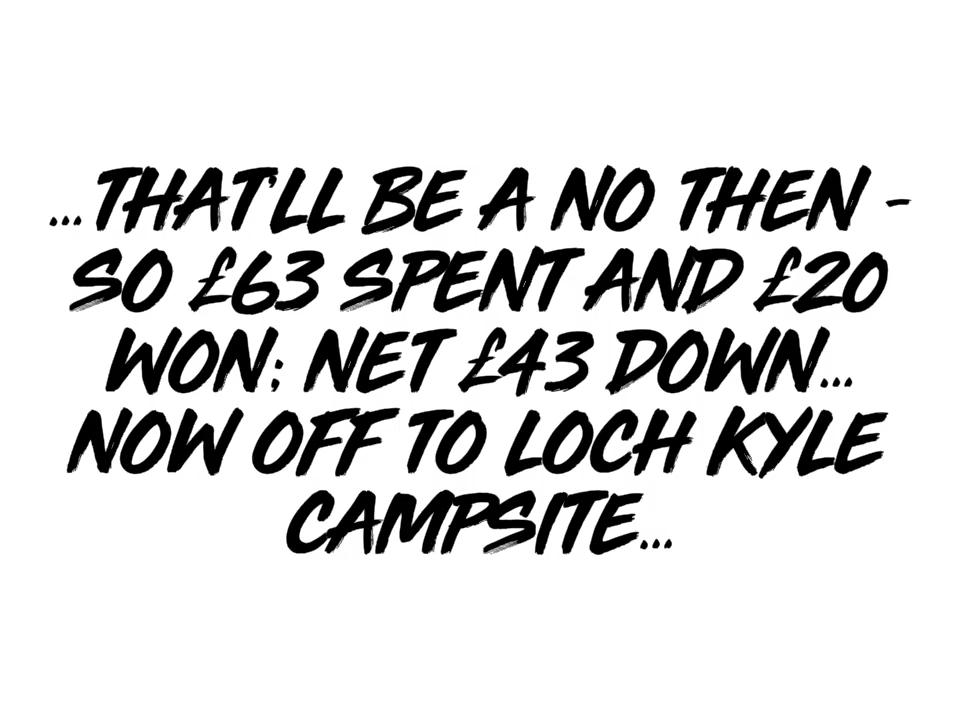 ...THAT'LL BE A NO THEN -
SO £63 SPENT AND £20
WON; NET £43 DOWN...
NOW OFF TO LOCH KYLE
CAMPSITE...